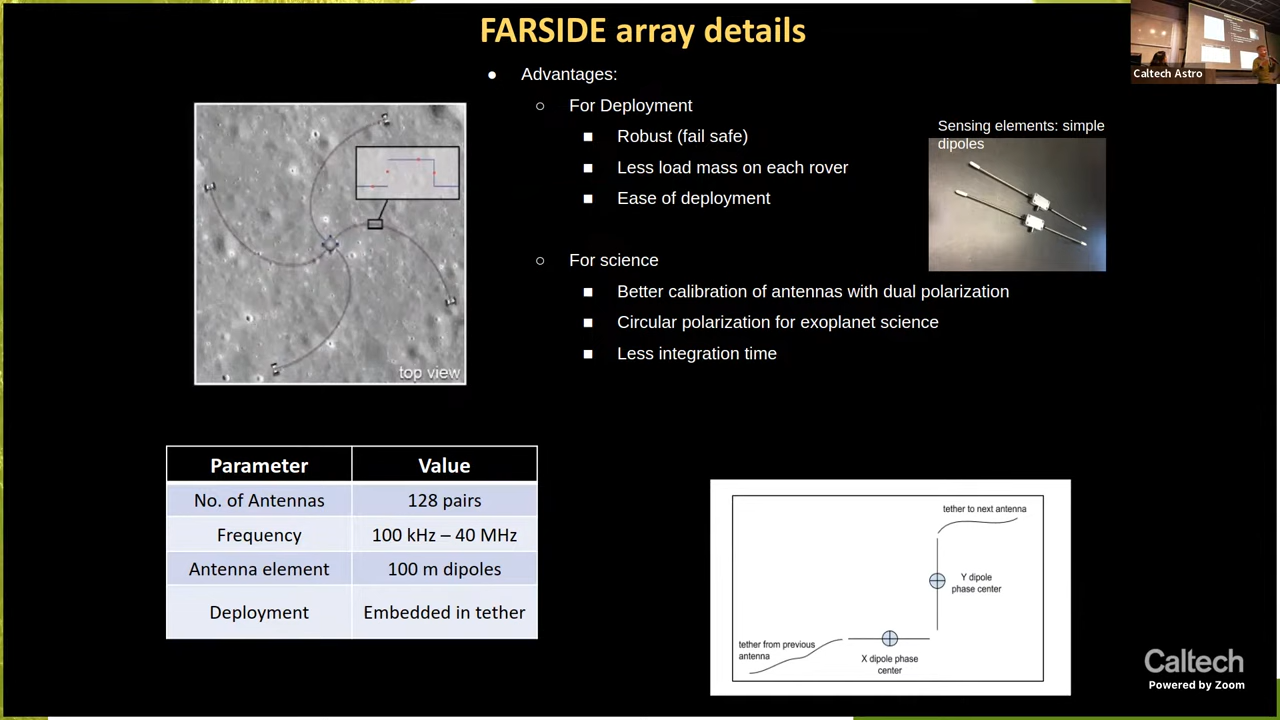 FARSIDE array details
Caltech Astro
● Advantages:
○ For Deployment
■ Robust (fail safe)
■ Less load mass on each rover
■ Ease of deployment
○ For science
■ Better calibration of antennas with dual polarization
■ Circular polarization for exoplanet science
■ Less integration time
Sensing elements: simple
dipoles
top view
Parameter Value
No. of Antennas 128 pairs
Frequency 100 kHz – 40 MHz
Antenna element 100 m dipoles
Deployment Embedded in tether
tether to next antenna
Y dipole
phase center
tether from previous
antenna
X dipole phase
center
Caltech
Powered by Zoom